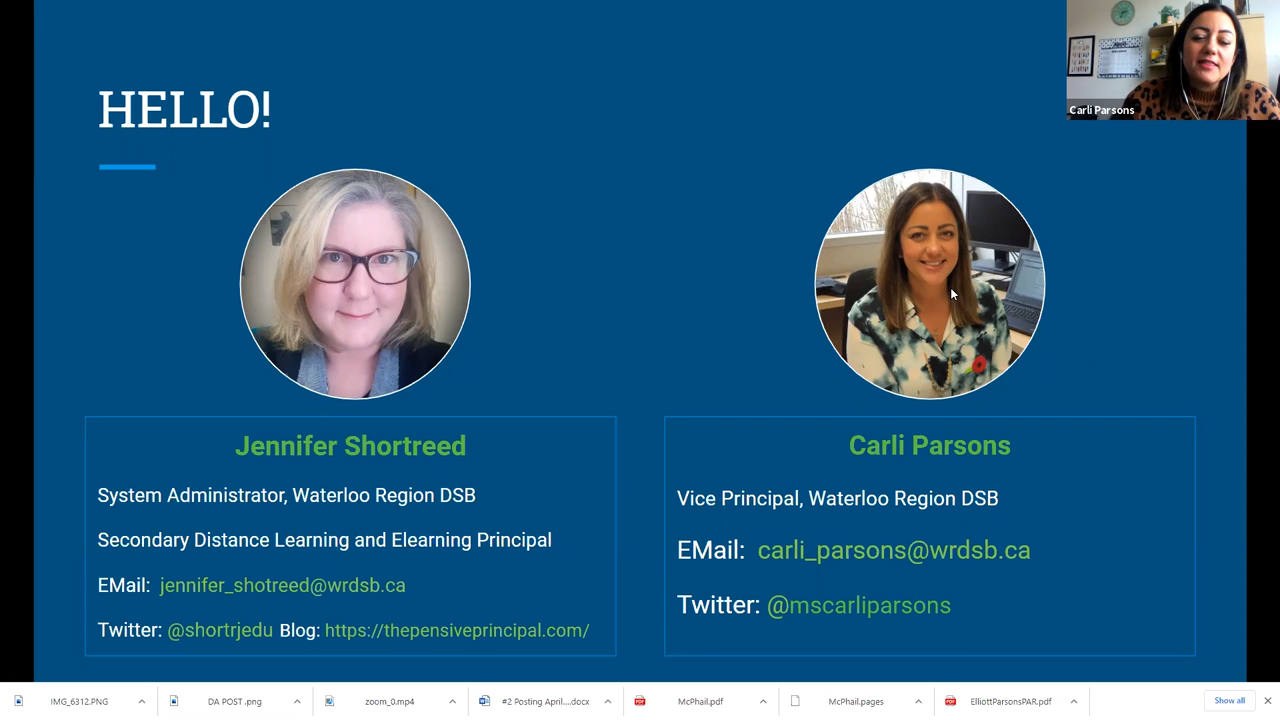 Carli Parsons
HELLO!
Jennifer Shortreed
System Administrator, Waterloo Region DSB
Secondary Distance Learning and Elearning Principal
EMail: jennifer_shotreed@wrdsb.ca
Twitter: @shortrjedu Blog: https://thepensiveprincipal.com/
Carli Parsons
Vice Principal, Waterloo Region DSB
EMail: carli_parsons@wrdsb.ca
Twitter: @mscarliparsons
IMG_6312.PNG
DA POST .png
zoom_0.mp4
#2 Posting April....docx
McPhail.pdf
McPhail.pages
ElliottParsonsPAR.pdf
Show all